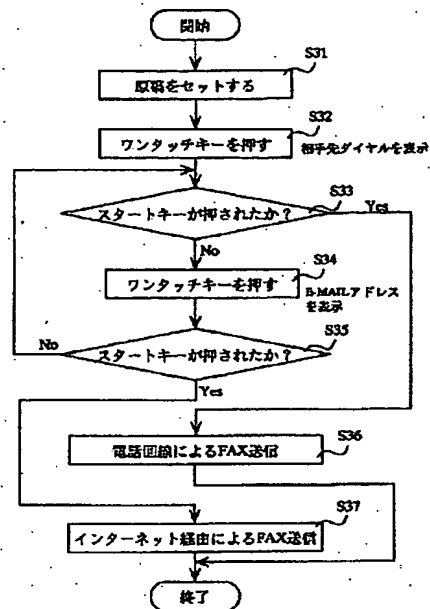 開始
S31
原稿をセットする
S32
ワンタッチキーを押す
相手先ダイヤルを表示
S33
スタートキーが押されたか?
Yes
No
S34
ワンタッチキーを押す
E-MAILアドレス
を表示
S35
スタートキーが押されたか?
No
Yes
S36
電話回線によるFAX送信
S37
インターネット経由によるFAX送信
終了